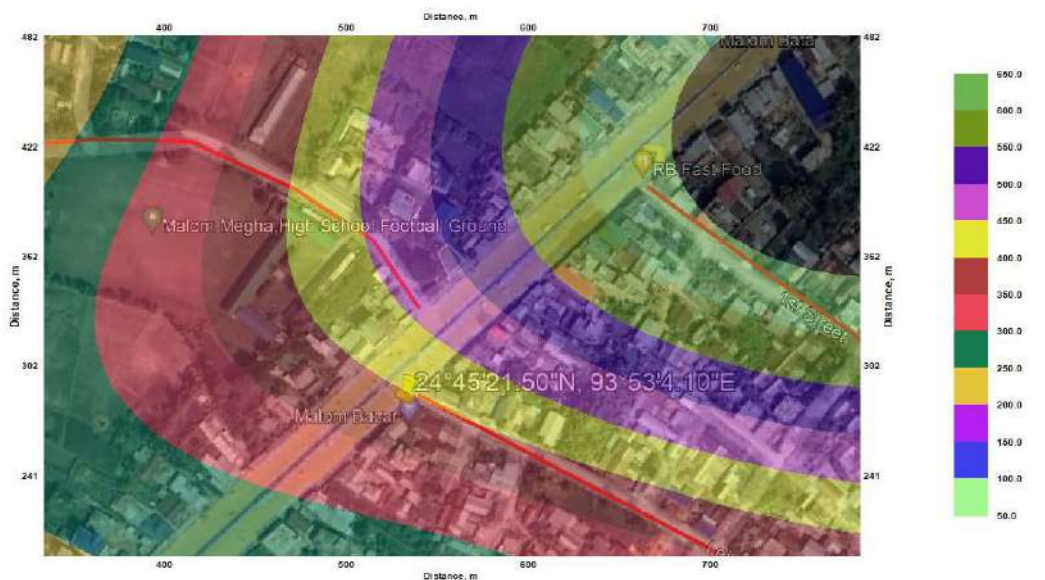 Distance, m
400 500 600 700
482 482
Malom Bata
650.0
600.0
422 422
RB Fast Food
550.0
500.0
Malom Megha High School Football Ground
450.0
Distance, m
362 362
Distance, m
400.0
1st Street
350.0
300.0
302 302
24°45'21.50"N, 93°53'4.10"E
250.0
Malom Bazar
200.0
150.0
241 241
100.0
50.0
400 500 600 700
Distance, m